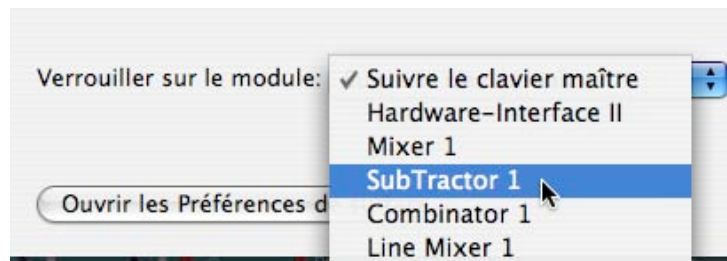 Verrouiller sur le module: ✓ Suivre le clavier maître
Hardware-Interface II
Mixer 1
SubTractor 1
Ouvrir les Préférences d
Combinator 1
Line Mixer 1